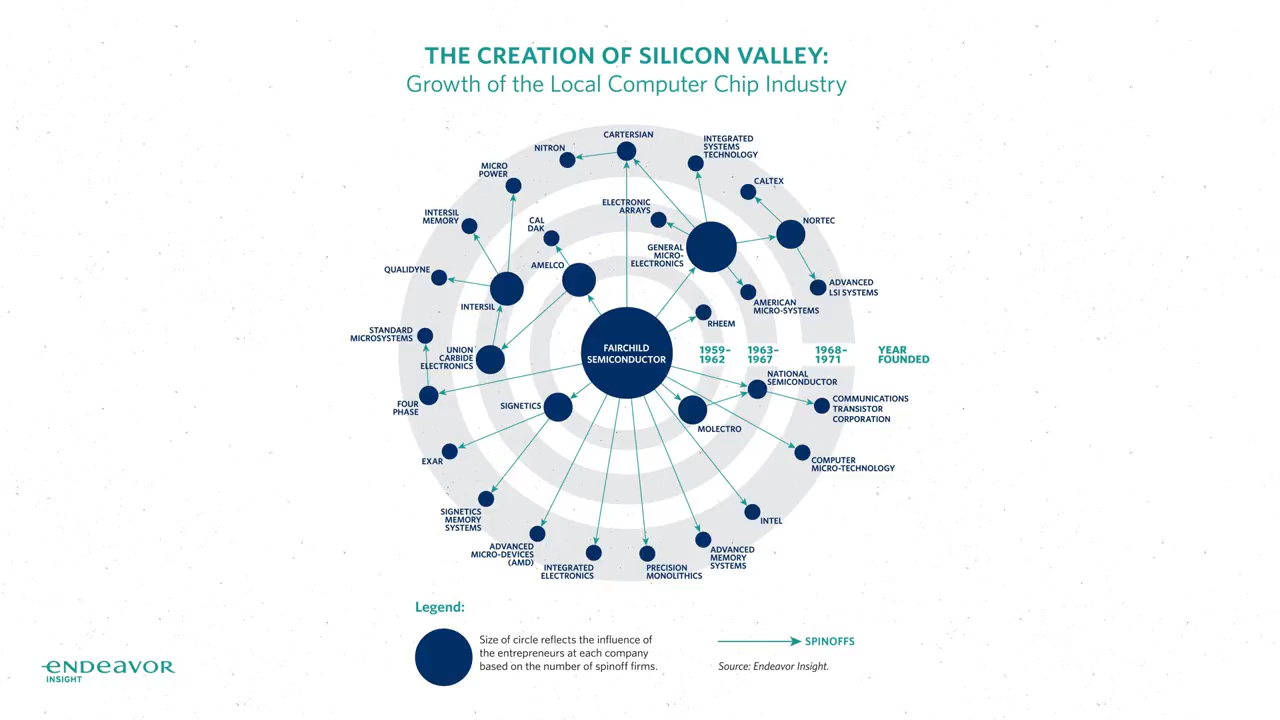 THE CREATION OF SILICON VALLEY:
Growth of the Local Computer Chip Industry
CARTERSIAN
NITRON
INTEGRATED
SYSTEMS
TECHNOLOGY
MICRO
POWER
CALTEX
INTERSIL
MEMORY
CAL
DAK
ELECTRONIC
ARRAYS
NORTEC
GENERAL
MICRO-
ELECTRONICS
QUALIDYNE
AMELCO
ADVANCED
LSI SYSTEMS
INTERSIL
AMERICAN
MICRO-SYSTEMS
RHEEM
STANDARD
MICROSYSTEMS
UNION
CARBIDE
ELECTRONICS
FAIRCHILD
SEMICONDUCTOR
1959–
1962
1963–
1967
1968–
1971
YEAR
FOUNDED
NATIONAL
SEMICONDUCTOR
FOUR
PHASE
SIGNETICS
MOLECTRO
COMMUNICATIONS
TRANSISTOR
CORPORATION
EXAR
COMPUTER
MICRO-TECHNOLOGY
SIGNETICS
MEMORY
SYSTEMS
INTEL
ADVANCED
MICRO-DEVICES
(AMD)
INTEGRATED
ELECTRONICS
PRECISION
MONOLITHICS
ADVANCED
MEMORY
SYSTEMS
Legend:
Size of circle reflects the influence of
the entrepreneurs at each company
based on the number of spinoff firms.
SPINOFFS
Source: Endeavor Insight.
enDeavor
INSIGHT